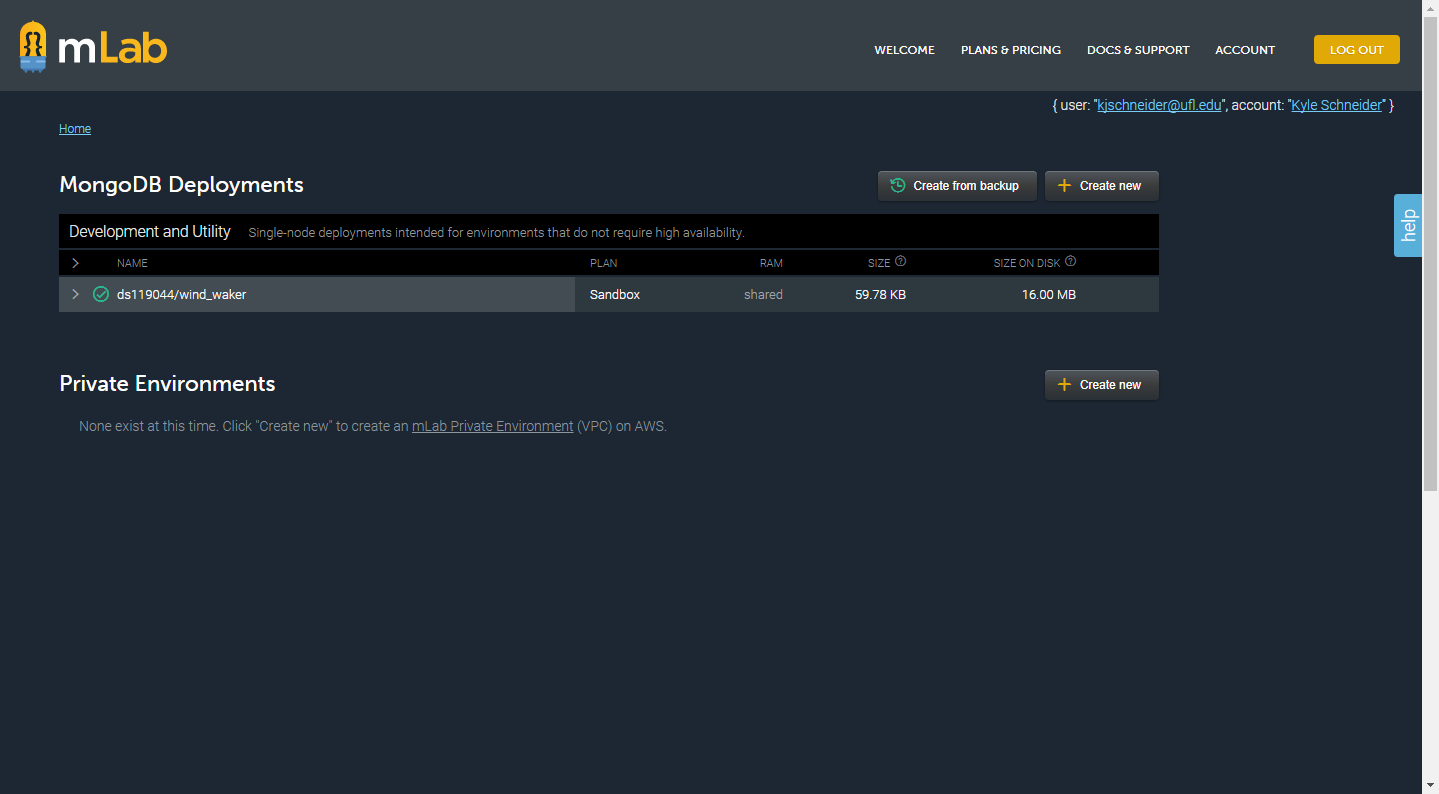 mLab
WELCOME PLANS & PRICING DOCS & SUPPORT ACCOUNT LOG OUT
{ user: "kjschneider@ufl.edu", account: "Kyle Schneider" }
Home
MongoDB Deployments Create from backup Create new
help
Development and Utility Single-node deployments intended for environments that do not require high availability.
NAME PLAN RAM SIZE SIZE ON DISK
ds119044/wind_waker Sandbox shared 59.78 KB 16.00 MB
Private Environments Create new
None exist at this time. Click "Create new" to create an mLab Private Environment (VPC) on AWS.